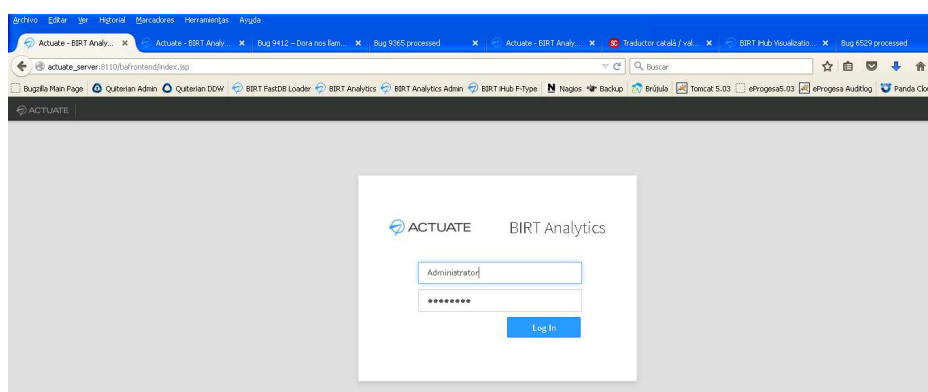 Archivo Editar Ver Historial Marcadores Herramientas Ayuda
Actuate - BIRT Analy... × Actuate - BIRT Analy... × Bug 9412 – Dora nos llam... × Bug 9365 processed × Actuate - BIRT Analy... × SC Traductor català / val... × BIRT iHub Visualizatio... × Bug 6529 processed
actuate_server:8110/bafrontend/index.jsp Buscar
Bugzilla Main Page Quiterian Admin Quiterian DDW BIRT FastDB Loader BIRT Analytics BIRT Analytics Admin BIRT iHub F-Type N Nagios Backup Brújula Tomcat 5.03 eProgesa5.03 eProgesa Auditlog Panda Clo
ACTUATE
ACTUATE BIRT Analytics
Administrator
Log In